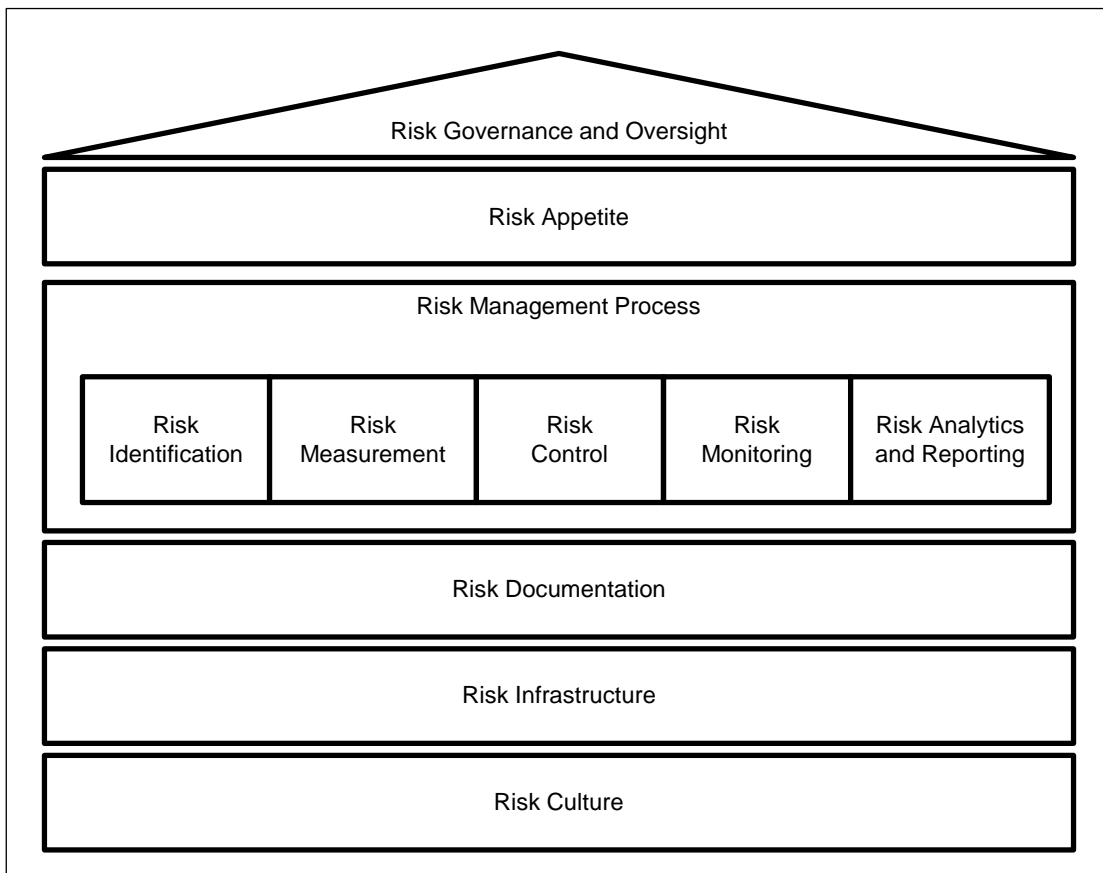 Risk Governance and Oversight
Risk Appetite
Risk Management Process
Risk
Identification
Risk
Measurement
Risk
Control
Risk
Monitoring
Risk Analytics
and Reporting
Risk Documentation
Risk Infrastructure
Risk Culture